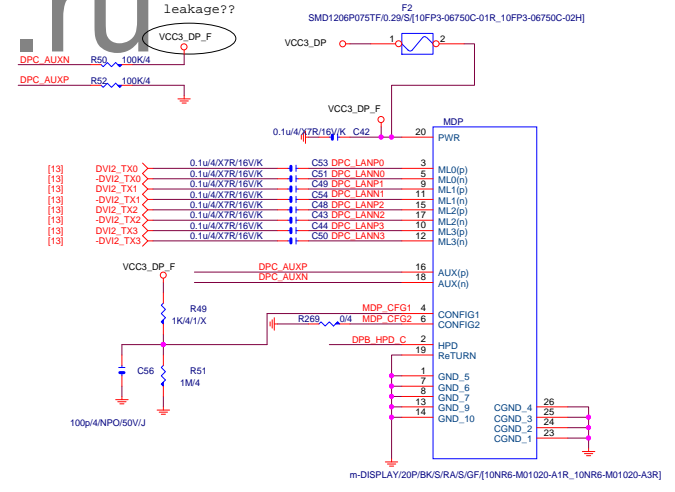 .ru
leakage??
VCC3_DP_F
DPC_AUXN R50 100K/4
DPC_AUXP R52 100K/4
F2
SMD1206P075TF/0.29/S/[10FP3-06750C-01R_10FP3-06750C-02H]
VCC3_DP 1 2
VCC3_DP_F
0.1u/4/X7R/16V/K C42 20 PWR
MDP
[13] DVI2_TX0 0.1u/4/X7R/16V/K C53 DPC_LANP0 3 ML0(p)
[13] -DVI2_TX0 0.1u/4/X7R/16V/K C51 DPC_LANN0 5 ML0(n)
[13] DVI2_TX1 0.1u/4/X7R/16V/K C49 DPC_LANP1 9 ML1(p)
[13] -DVI2_TX1 0.1u/4/X7R/16V/K C54 DPC_LANN1 11 ML1(n)
[13] DVI2_TX2 0.1u/4/X7R/16V/K C48 DPC_LANP2 15 ML2(p)
[13] -DVI2_TX2 0.1u/4/X7R/16V/K C43 DPC_LANN2 17 ML2(n)
[13] DVI2_TX3 0.1u/4/X7R/16V/K C44 DPC_LANP3 10 ML3(p)
[13] -DVI2_TX3 0.1u/4/X7R/16V/K C50 DPC_LANN3 12 ML3(n)
VCC3_DP_F
DPC_AUXP 16 AUX(p)
DPC_AUXN 18 AUX(n)
R49
1K/4/1/X
MDP_CFG1 4 CONFIG1
R269 0/4 MDP_CFG2 6 CONFIG2
DPB_HPD_C 2 HPD
19 ReTURN
C56
R51
1M/4
100p/4/NPO/50V/J
1 GND_5
7 GND_6
8 GND_7
13 GND_9
14 GND_10
CGND_4 26
CGND_3 25
CGND_2 24
CGND_1 23
m-DISPLAY/20P/BK/S/RA/S/GF/[10NR6-M01020-A1R_10NR6-M01020-A3R]